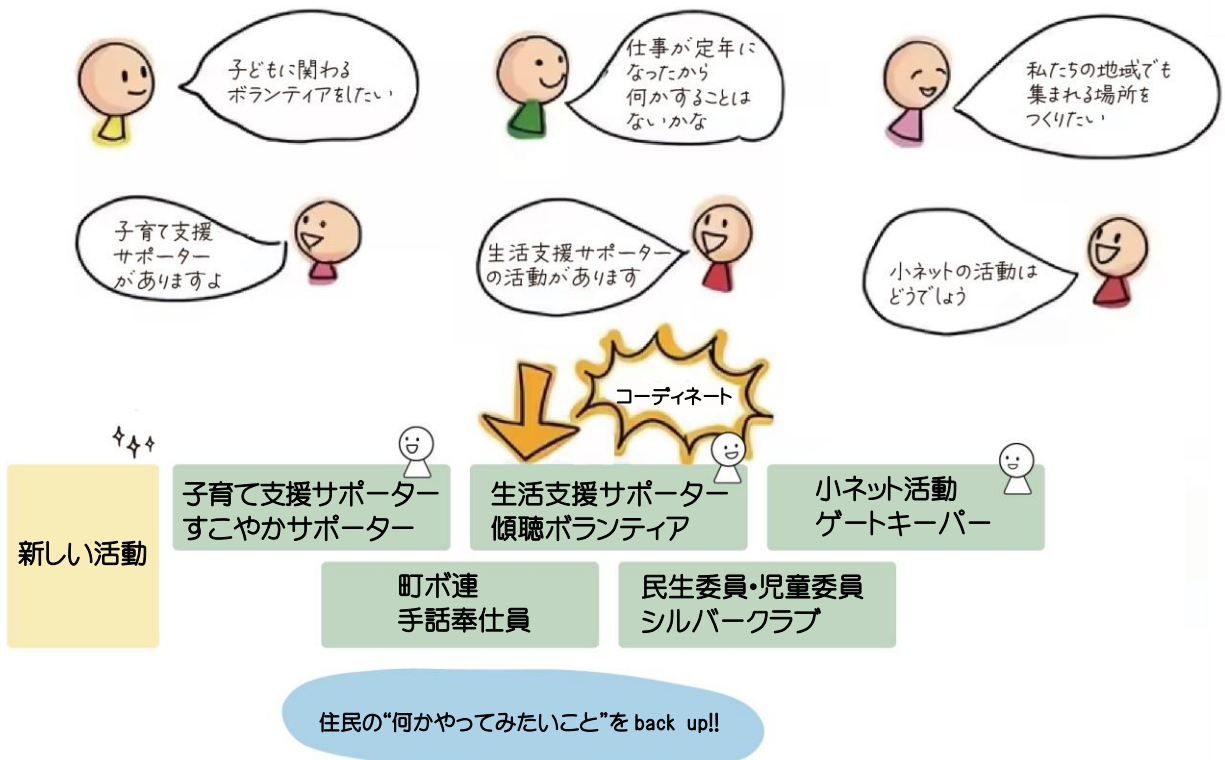 子どもに関わる
ボランティアをしたい
仕事が定年に
なったから
何かすることは
ないかな
私たちの地域でも
集まれる場所を
つくりたい
子育て支援
サポーター
がありますよ
生活支援サポーター
の活動があります
小ネットの活動は
どうでしょう
コーディネート
新しい活動
子育て支援サポーター
すこやかサポーター
生活支援サポーター
傾聴ボランティア
小ネット活動
ゲートキーパー
町ボ連
手話奉仕員
民生委員・児童委員
シルバークラブ
住民の“何かやってみたいこと”を back up!!